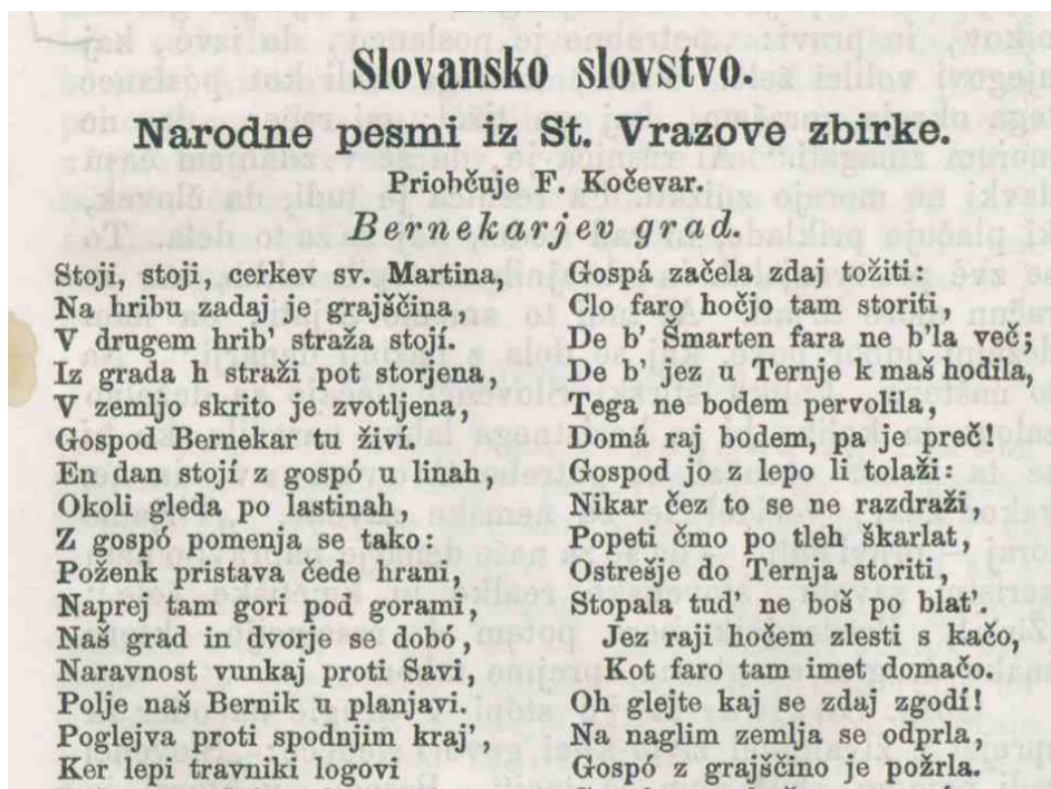 Slovansko slovstvo.
Narodne pesmi iz St. Vrazove zbirke.
Priobčuje F. Kočevar.
Bernekarjev grad.
Stoji, stoji, cerkev sv. Martina,
Na hribu zadaj je grajščina,
V drugem hrib' straža stoji.
Iz grada h straži pot storjena,
V zemljo skrito je zvotljena,
Gospod Bernekar tu živi.
En dan stojí z gospó u linah,
Okoli gleda po lastinah,
Z gospó pomenja se tako:
Poženk pristava čede hrani,
Naprej tam gori pod gorami,
Naš grad in dvorje se dobo,
Naravnost vunkaj proti Savi,
Polje naš Bernik u planjavi.
Poglejva proti spodnjim kraj',
Ker lepi travniki logovi
Gospá začela zdaj tožiti:
Clo faro hočjo tam storiti,
De b' Šmarten fara ne b'la več;
De b' jez u Ternje k maš' hodila,
Tega ne bodem pervolila,
Domá raj bodem, pa je preč!
Gospod jo z lepo li tolaži:
Nikar čez to se ne razdraži,
Popeti čmo po tleh škarlat,
Ostrešje do Ternja storiti,
Stopala tud' ne boš po blat'.
Jez raji hočem zlesti s kačo,
Kot faro tam imet domačo.
Oh glejte kaj se zdaj zgodí!
Na naglim zemlja se odprla,
Gospó z grajščino je požrla.